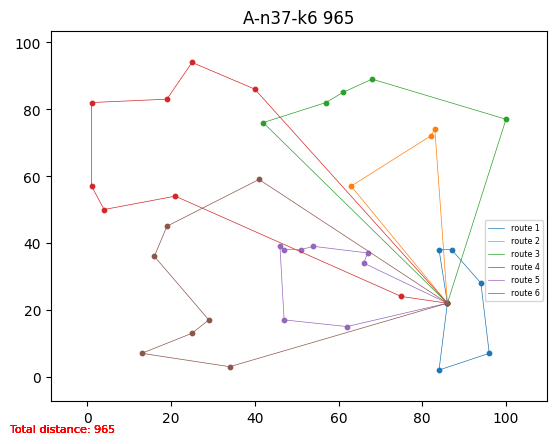 A-n37-k6 965
100
80
60
40
20
0
route 1
route 2
route 3
route 4
route 5
route 6
0 20 40 60 80 100
Total distance: 965